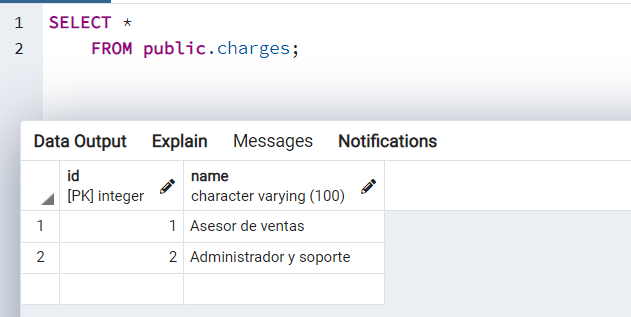 1 SELECT *
2 FROM public.charges;
Data Output Explain Messages Notifications
id name
[PK] integer character varying (100)
1 1 Asesor de ventas
2 2 Administrador y soporte